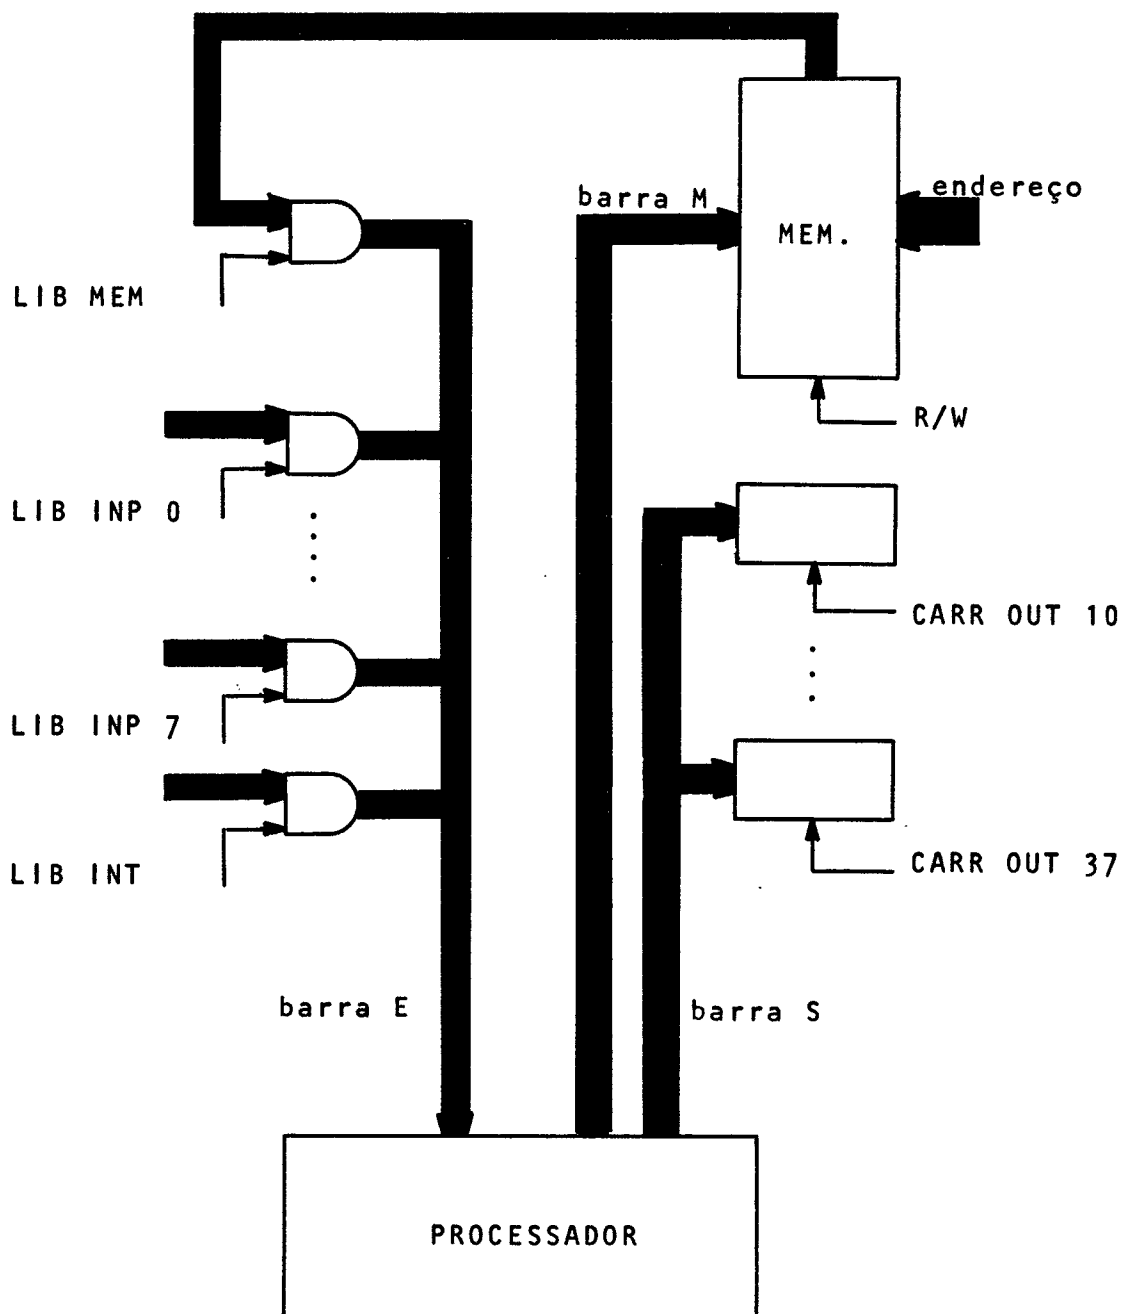 barra M
endereço
MEM.
LIB MEM
R/W
LIB INP 0
CARR OUT 10
LIB INP 7
CARR OUT 37
LIB INT
barra E
barra S
PROCESSADOR